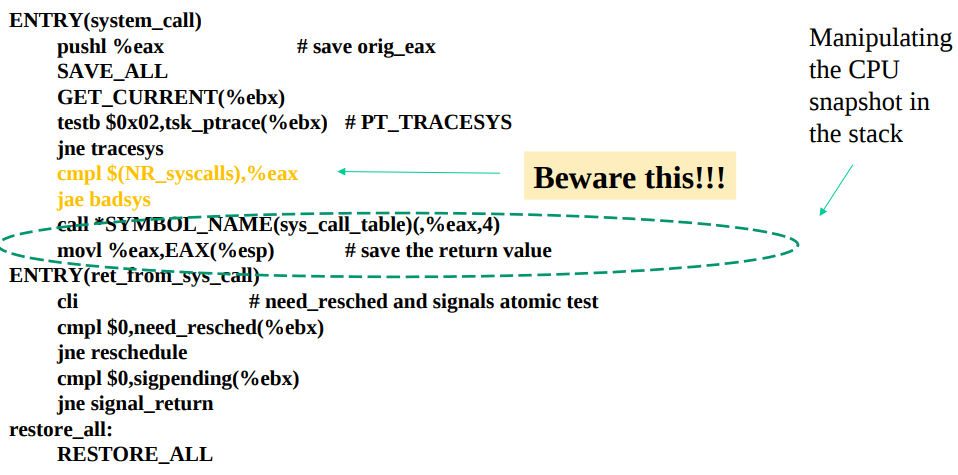 ENTRY(system_call)
pushl %eax # save orig_eax
SAVE_ALL
GET_CURRENT(%ebx)
testb $0x02,tsk_ptrace(%ebx) # PT_TRACESYS
jne tracesys
cmpl $(NR_syscalls),%eax
jae badsys
call *SYMBOL_NAME(sys_call_table)(,%eax,4)
movl %eax,EAX(%esp) # save the return value
ENTRY(ret_from_sys_call)
cli # need_resched and signals atomic test
cmpl $0,need_resched(%ebx)
jne reschedule
cmpl $0,sigpending(%ebx)
jne signal_return
restore_all:
RESTORE_ALL
Beware this!!!
Manipulating
the CPU
snapshot in
the stack